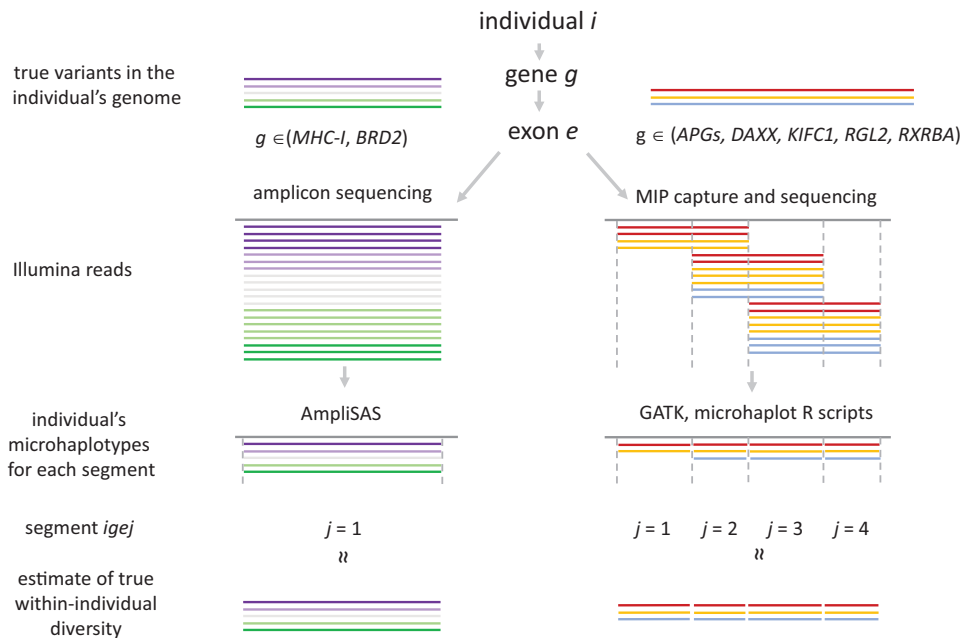 individual i
true variants in the
individual's genome
gene g
g ∈(MHC-I, BRD2)
exon e
g ∈ (APGs, DAXX, KIFC1, RGL2, RXRBA)
amplicon sequencing
MIP capture and sequencing
Illumina reads
individual's
microhaplotypes
for each segment
AmpliSAS
GATK, microhaplot R scripts
segment igej
j = 1
j = 1
j = 2
j = 3
j = 4
≈
≈
estimate of true
within-individual
diversity